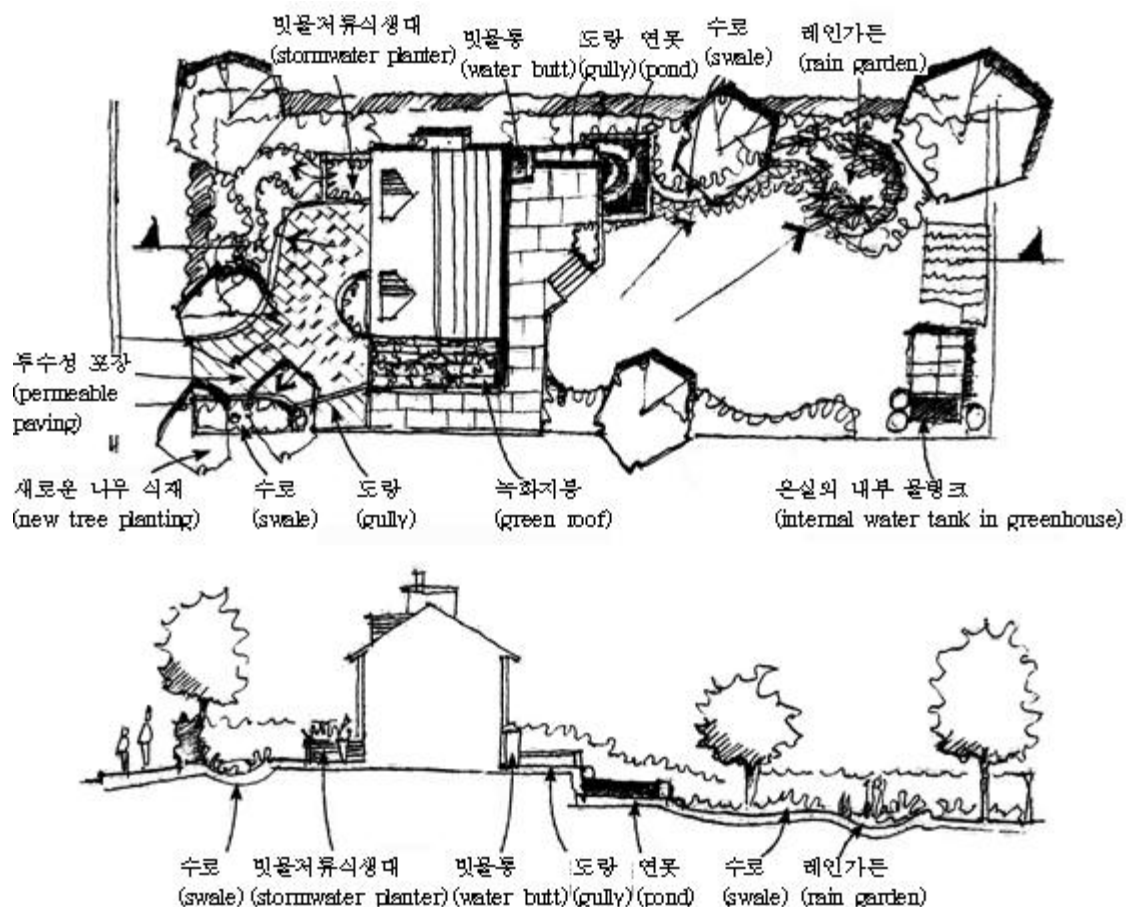 빗물저류식생대
(stormwater planter)
빗물통
(water butt)
도랑
(gully)
연못
(pond)
수로
(swale)
레인가든
(rain garden)
투수성 포장
(permeable
paving)
새로운 나무 식재
(new tree planting)
수로
(swale)
도랑
(gully)
녹화지붕
(green roof)
온실의 내부 물탱크
(internal water tank in greenhouse)
수로
(swale)
빗물저류식생대
(stormwater planter)
빗물통
(water butt)
도랑
(gully)
연못
(pond)
수로
(swale)
레인가든
(rain garden)